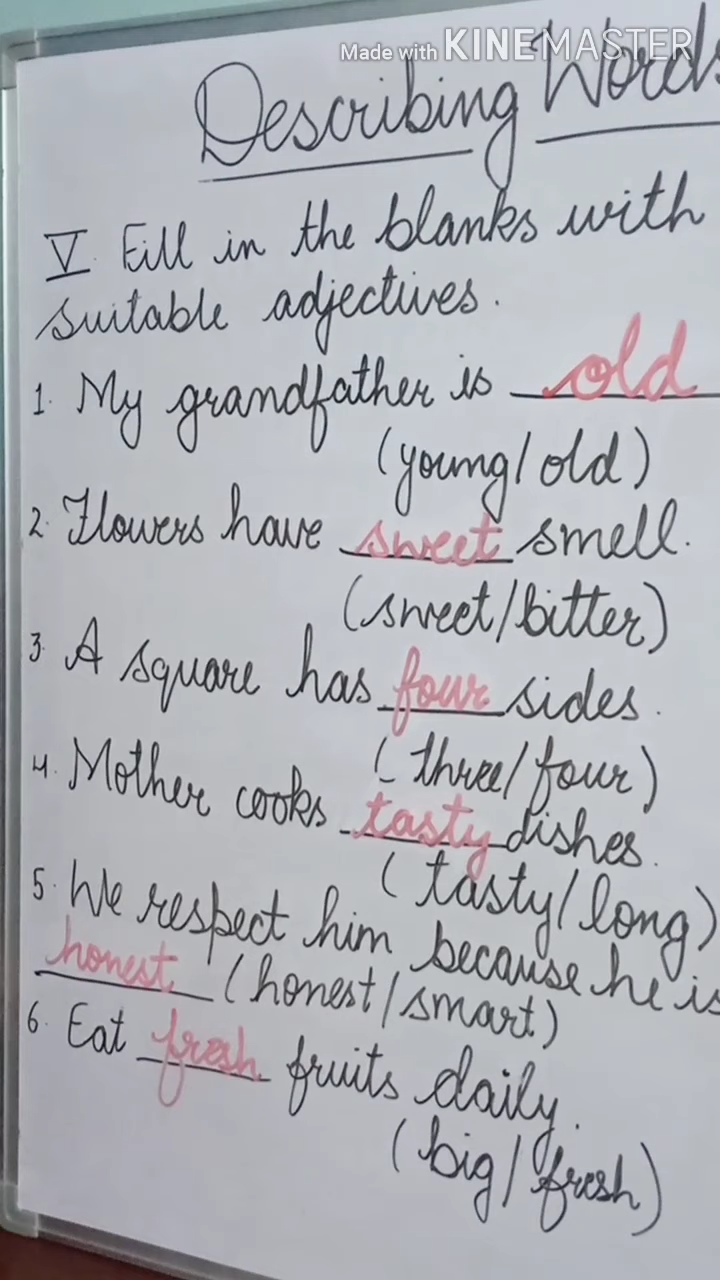 Made with KINEMASTER
Describing Words
V. Fill in the blanks with
suitable adjectives.
1. My grandfather is old
(young/old)
2. Flowers have sweet smell.
(sweet/bitter)
3. A square has four sides.
(three/four)
4. Mother cooks tasty dishes.
(tasty/long)
5. We respect him because he is
honest (honest/smart)
6. Eat fresh fruits daily.
(big/fresh)